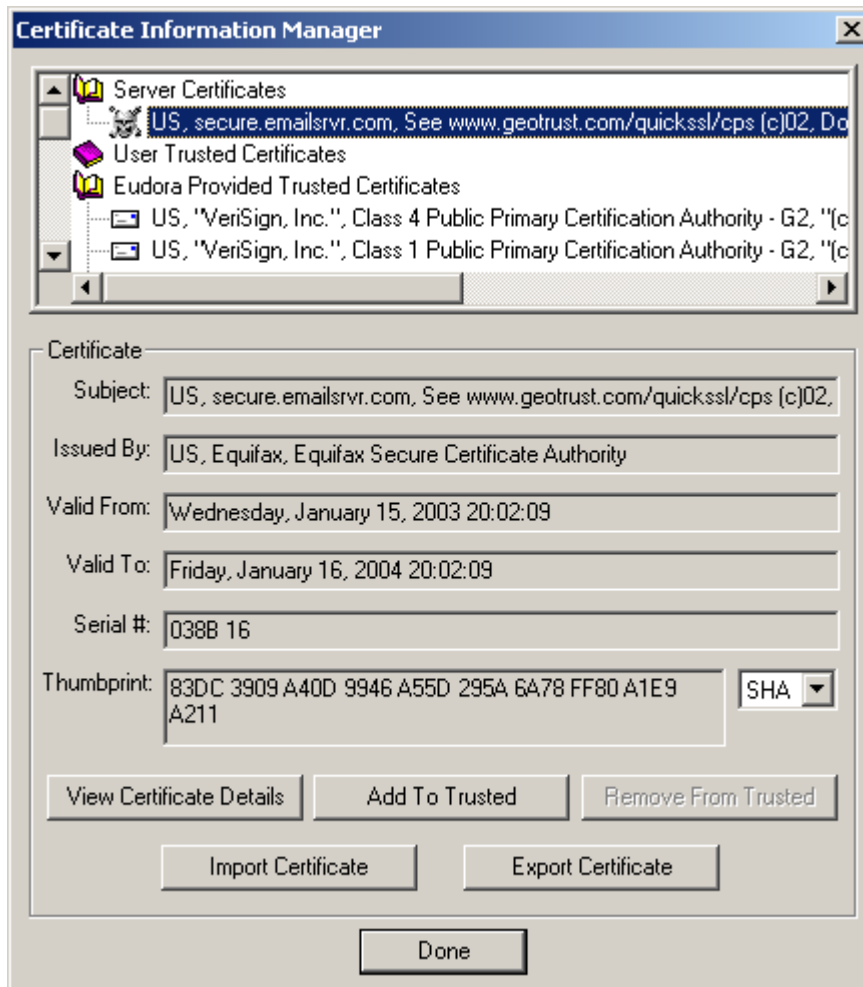 Certificate Information Manager
Server Certificates
US, secure.emailsrvr.com, See www.geotrust.com/quickssl/cps (c)02, Do
User Trusted Certificates
Eudora Provided Trusted Certificates
US, "VeriSign, Inc.", Class 4 Public Primary Certification Authority - G2, "(c
US, "VeriSign, Inc.", Class 1 Public Primary Certification Authority - G2, "(c
Certificate
Subject: US, secure.emailsrvr.com, See www.geotrust.com/quickssl/cps (c)02,
Issued By: US, Equifax, Equifax Secure Certificate Authority
Valid From: Wednesday, January 15, 2003 20:02:09
Valid To: Friday, January 16, 2004 20:02:09
Serial #: 038B 16
Thumbprint: 83DC 3909 A40D 9946 A55D 295A 6A78 FF80 A1E9 SHA
A211
View Certificate Details Add To Trusted Remove From Trusted
Import Certificate Export Certificate
Done